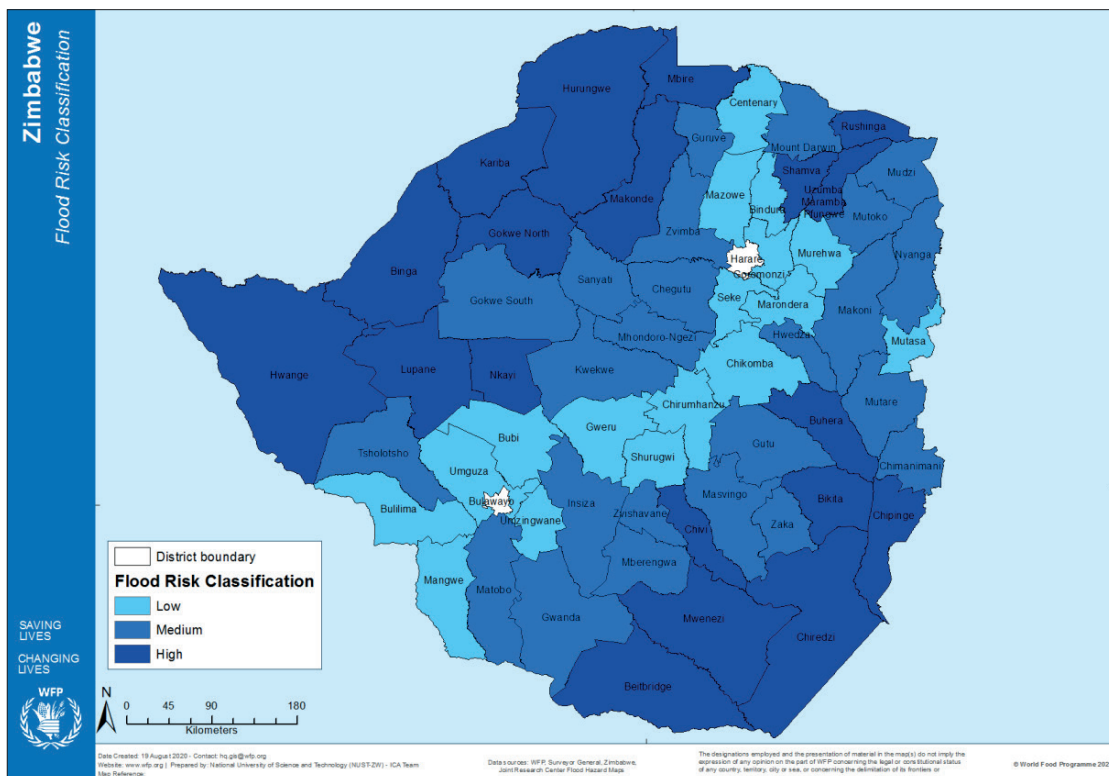 Zimbabwe
Flood Risk Classification
SAVING
LIVES
CHANGING
LIVES
WFP
Mbire
Hurungwe
Centenary
Rushinga
Guruve
Mount Darwin
Kariba
Shamva
Mudzi
Uzumba
Maramba
Pfungwe
Makonde
Mazowe
Bindura
Mutoko
Gokwe North
Zvimba
Murehwa
Harare
Nyanga
Binga
Goromonzi
Sanyati
Chegutu
Gokwe South
Seke
Marondera
Makoni
Mhondoro-Ngezi
Hwedza
Mutasa
Chikomba
Hwange
Lupane
Nkayi
Kwekwe
Mutare
Chirumhanzu
Buhera
Gweru
Bubi
Gutu
Tsholotsho
Shurugwi
Umguza
Chimanimani
Masvingo
Bikita
Bulawayo
Insiza
Chipinge
Bulilima
Zvishavane
Zaka
Umzingwane
Chivi
Mberengwa
Mangwe
Matobo
Gwanda
Mwenezi
Chiredzi
Beitbridge
District boundary
Flood Risk Classification
Low
Medium
High
N
0 45 90 180
Kilometers
Date Created: 19 August 2020 - Contact: hq.gis@wfp.org
Website: www.wfp.org | Prepared by: National University of Science and Technology (NUST-ZW) - ICA Team
Map Reference:
Data sources: WFP, Surveyor General, Zimbabwe,
Joint Research Center Flood Hazard Maps
The designations employed and the presentation of material in the map(s) do not imply the
expression of any opinion on the part of WFP concerning the legal or constitutional status
of any country, territory, city or sea, or concerning the delimitation of its frontiers or
© World Food Programme 202